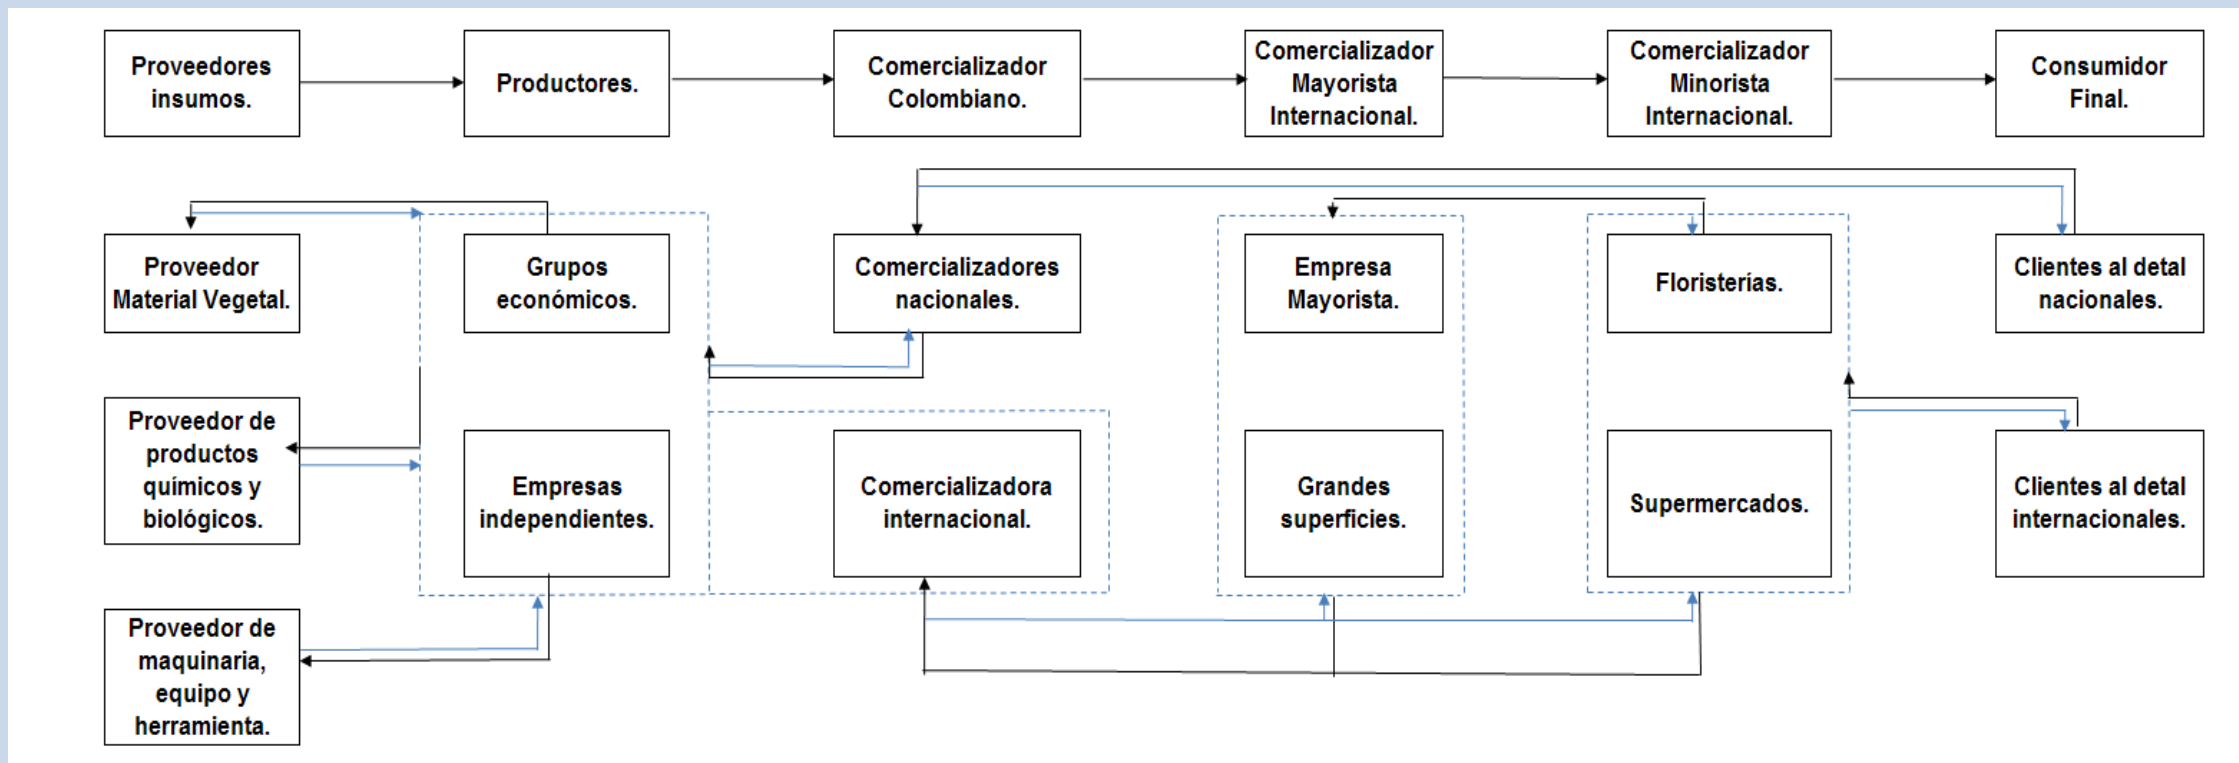 Proveedores
insumos.
Productores.
Comercializador
Colombiano.
Comercializador
Mayorista
Internacional.
Comercializador
Minorista
Internacional.
Consumidor
Final.
Proveedor
Material Vegetal.
Grupos
económicos.
Comercializadores
nacionales.
Empresa
Mayorista.
Floristerías.
Clientes al detal
nacionales.
Proveedor de
productos
químicos y
biológicos.
Empresas
independientes.
Comercializadora
internacional.
Grandes
superficies.
Supermercados.
Clientes al detal
internacionales.
Proveedor de
maquinaria,
equipo y
herramienta.